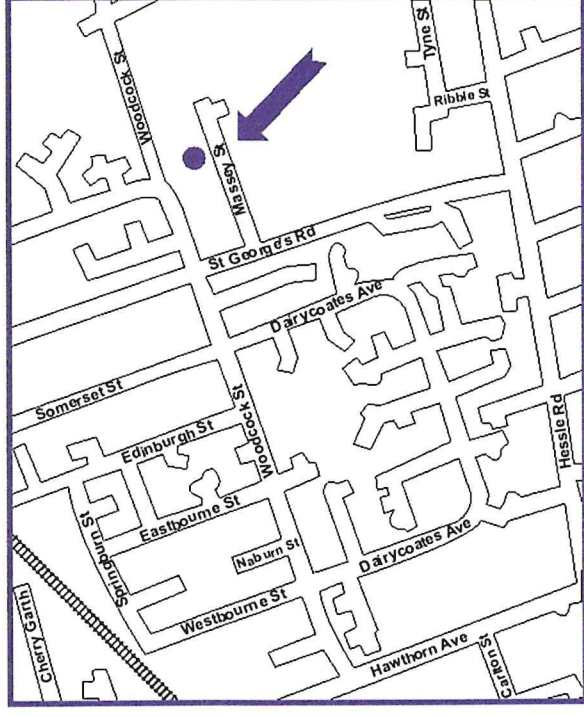 Woodcock St
Tyne St
Ribble St
Massey St
St George's Rd
Dairycoates Ave
Somerset St
Woodcock St
Edinburgh St
Hessle Rd
Eastbourne St
Springburn St
Naburn St
Dairycoates Ave
Westbourne St
Cherry Garth
Hawthorn Ave
Carlton St